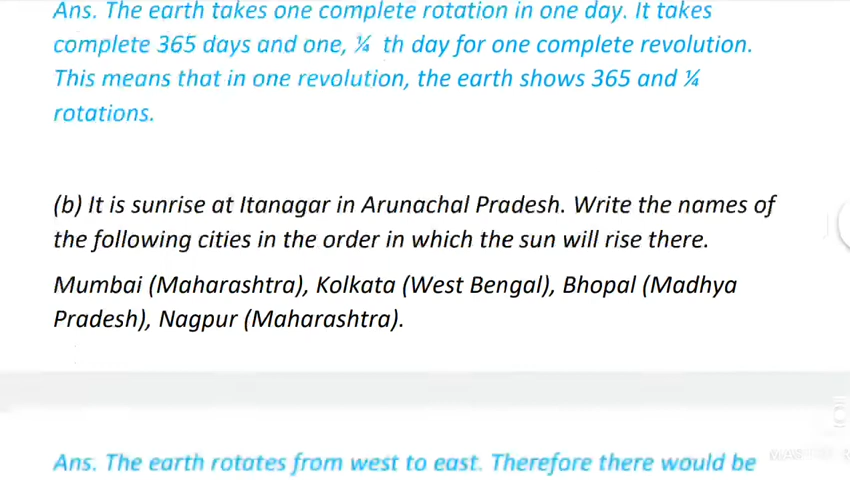 Ans. The earth takes one complete rotation in one day. It takes
complete 365 days and one, ¼ th day for one complete revolution.
This means that in one revolution, the earth shows 365 and ¼
rotations.
(b) It is sunrise at Itanagar in Arunachal Pradesh. Write the names of
the following cities in the order in which the sun will rise there.
Mumbai (Maharashtra), Kolkata (West Bengal), Bhopal (Madhya
Pradesh), Nagpur (Maharashtra).
Ans. The earth rotates from west to east. Therefore there would be